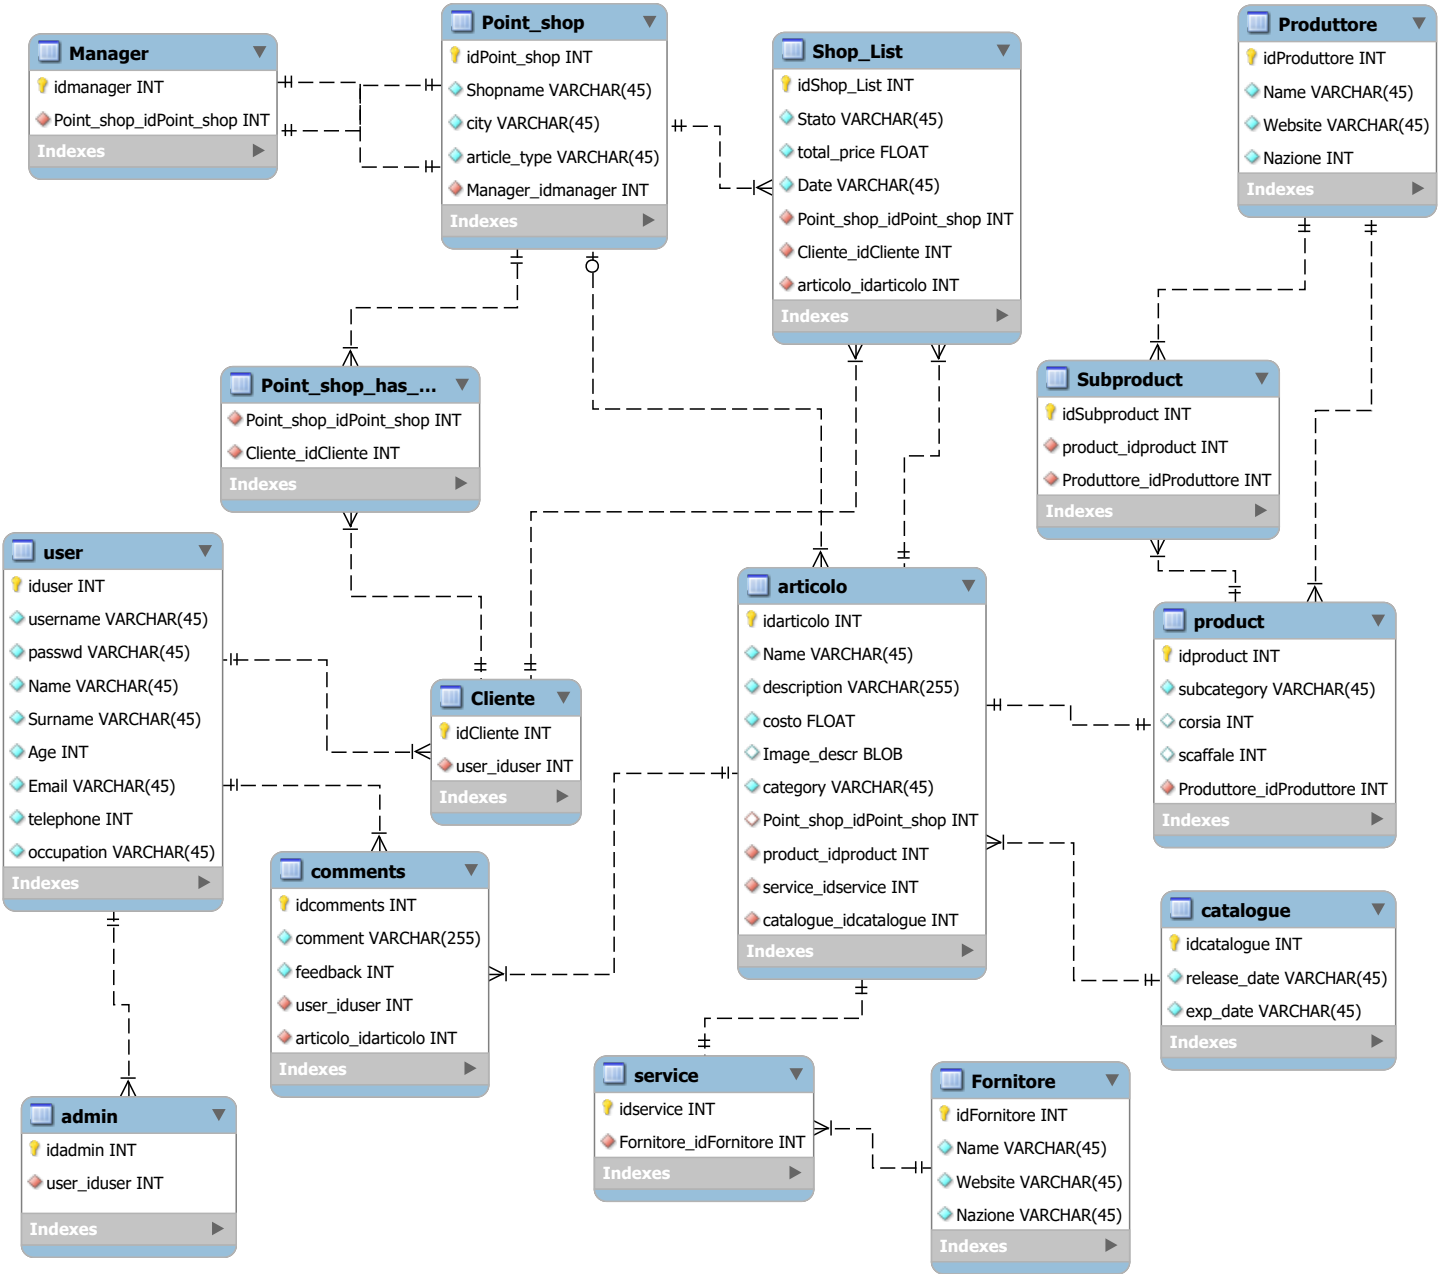 Manager
idmanager INT
Point_shop_idPoint_shop INT
Indexes
Point_shop
idPoint_shop INT
Shopname VARCHAR(45)
city VARCHAR(45)
article_type VARCHAR(45)
Manager_idmanager INT
Indexes
Shop_List
idShop_List INT
Stato VARCHAR(45)
total_price FLOAT
Date VARCHAR(45)
Point_shop_idPoint_shop INT
Cliente_idCliente INT
articolo_idarticolo INT
Indexes
Produttore
idProduttore INT
Name VARCHAR(45)
Website VARCHAR(45)
Nazione INT
Indexes
Point_shop_has_...
Point_shop_idPoint_shop INT
Cliente_idCliente INT
Indexes
Subproduct
idSubproduct INT
product_idproduct INT
Produttore_idProduttore INT
Indexes
user
iduser INT
username VARCHAR(45)
passwd VARCHAR(45)
Name VARCHAR(45)
Surname VARCHAR(45)
Age INT
Email VARCHAR(45)
telephone INT
occupation VARCHAR(45)
Indexes
Cliente
idCliente INT
user_iduser INT
Indexes
articolo
idarticolo INT
Name VARCHAR(45)
description VARCHAR(255)
costo FLOAT
Image_descr BLOB
category VARCHAR(45)
Point_shop_idPoint_shop INT
product_idproduct INT
service_idservice INT
catalogue_idcatalogue INT
Indexes
product
idproduct INT
subcategory VARCHAR(45)
corsia INT
scaffale INT
Produttore_idProduttore INT
Indexes
comments
idcomments INT
comment VARCHAR(255)
feedback INT
user_iduser INT
articolo_idarticolo INT
Indexes
catalogue
idcatalogue INT
release_date VARCHAR(45)
exp_date VARCHAR(45)
Indexes
admin
idadmin INT
user_iduser INT
Indexes
service
idservice INT
Fornitore_idFornitore INT
Indexes
Fornitore
idFornitore INT
Name VARCHAR(45)
Website VARCHAR(45)
Nazione VARCHAR(45)
Indexes